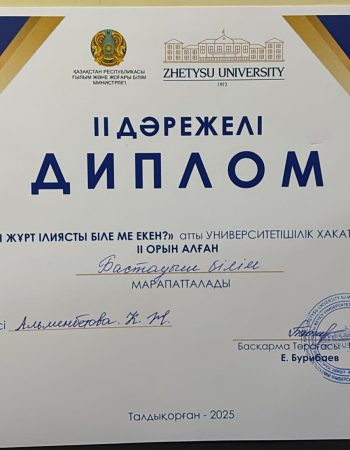 ҚАЗАҚСТАН РЕСПУБЛИКАСЫ
ҒЫЛЫМ ЖӘНЕ ЖОҒАРЫ БІЛІМ
МИНИСТРЛІГІ
ZHETYSU UNIVERSITY
1972
II ДӘРЕЖЕЛІ
ДИПЛОМ
ЖҰРТ ІЛИЯСТЫ БІЛЕ МЕ ЕКЕН?» атты УНИВЕРСИТЕТІШІЛІК ХАКАТ
II ОРЫН АЛҒАН
Бастауыш білім
МАРАПАТТАЛАДЫ
сі Альменбетова. К. Ж.
Басқарма Төрағасы
Е. Бурибаев
Талдықорған - 2025